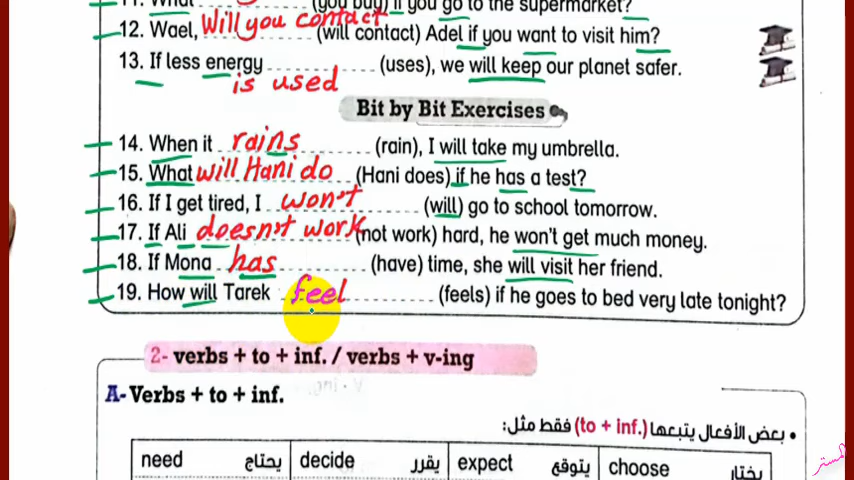 11. What (you buy) if you go to the supermarket?
12. Wael, Will you contact (will contact) Adel if you want to visit him?
13. If less energy is used (uses), we will keep our planet safer.
Bit by Bit Exercises
14. When it rains (rain), I will take my umbrella.
15. What will Hani do (Hani does) if he has a test?
16. If I get tired, I won't (will) go to school tomorrow.
17. If Ali doesn't work (not work) hard, he won't get much money.
18. If Mona has (have) time, she will visit her friend.
19. How will Tarek feel (feels) if he goes to bed very late tonight?
2- verbs + to + inf. / verbs + v-ing
A- Verbs + to + inf.
• بعض الأفعال يتبعها (to + inf.) فقط مثل:
need يحتاج decide يقرر expect يتوقع choose يختار